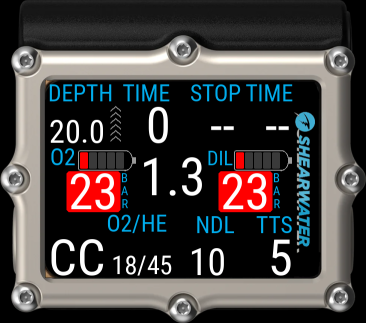 DEPTH TIME STOP TIME
20.0 0 -- --
O2 DIL
23 BAR 1.3 23 BAR
O2/HE NDL TTS
CC 18/45 10 5
SHEARWATER